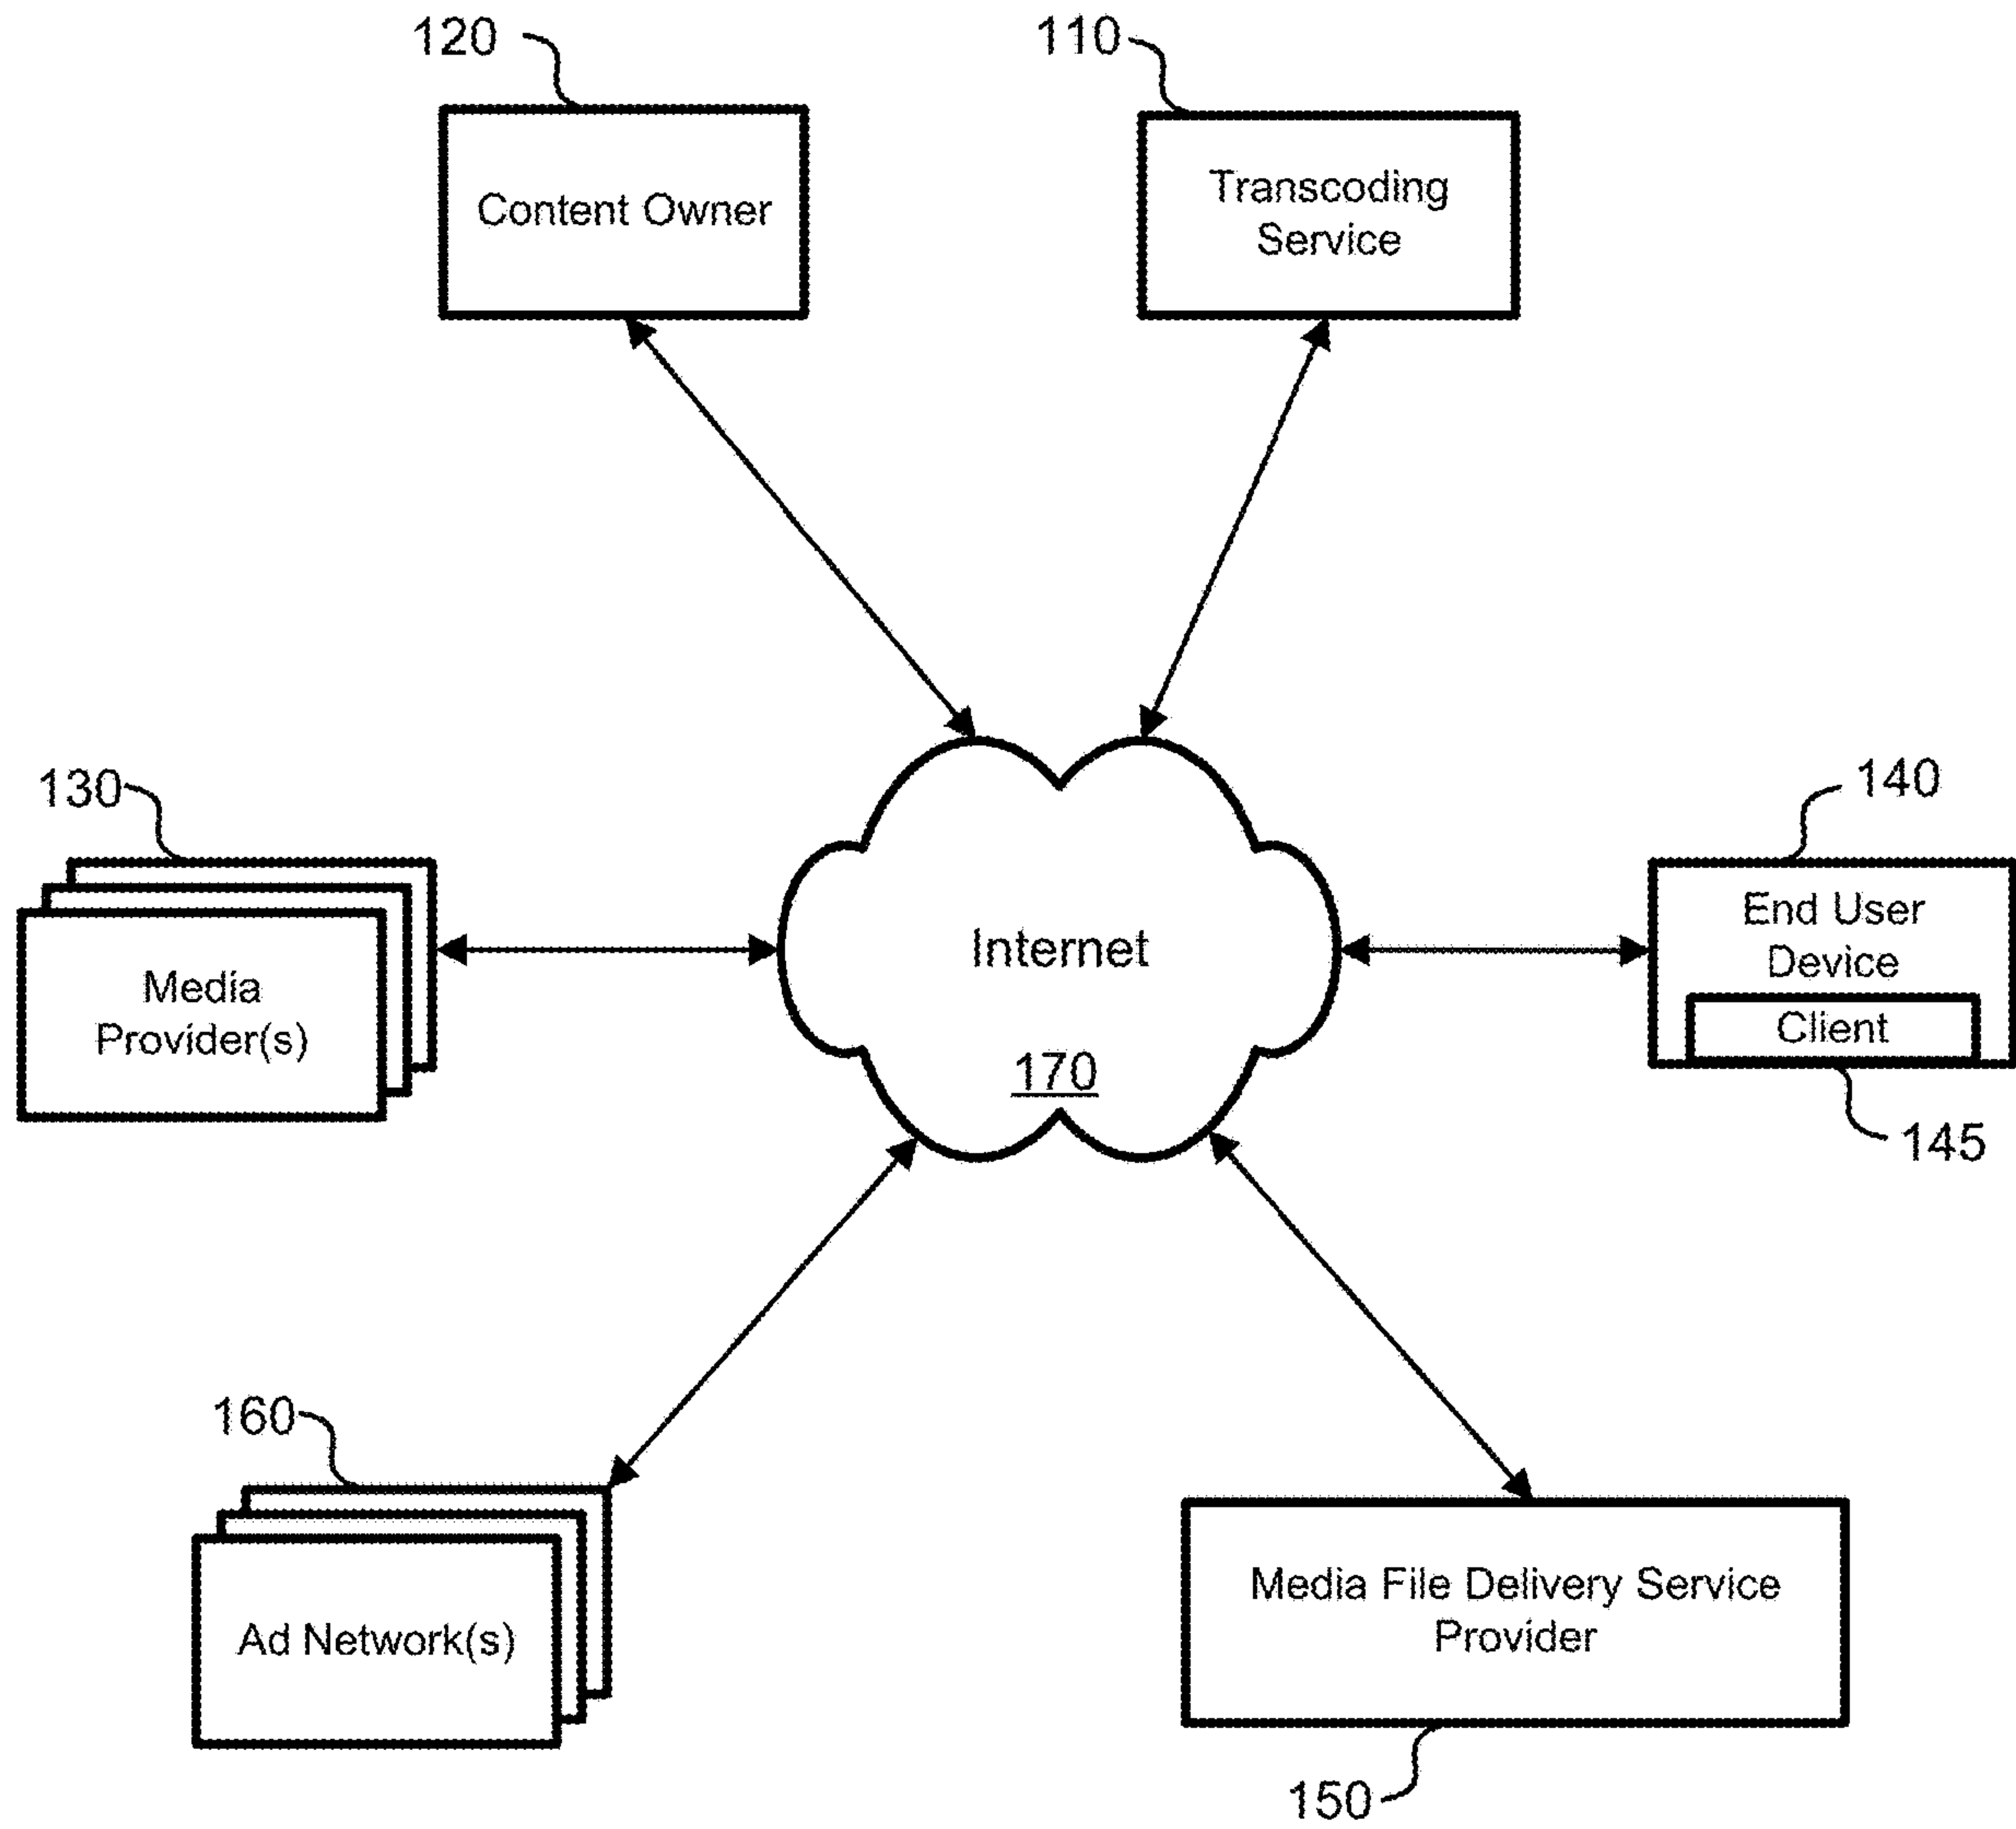 120
110
Content Owner
Transcoding
Service
130
140
Media
Provider(s)
Internet
170
End User
Device
Client
145
160
Ad Network(s)
Media File Delivery Service
Provider
150